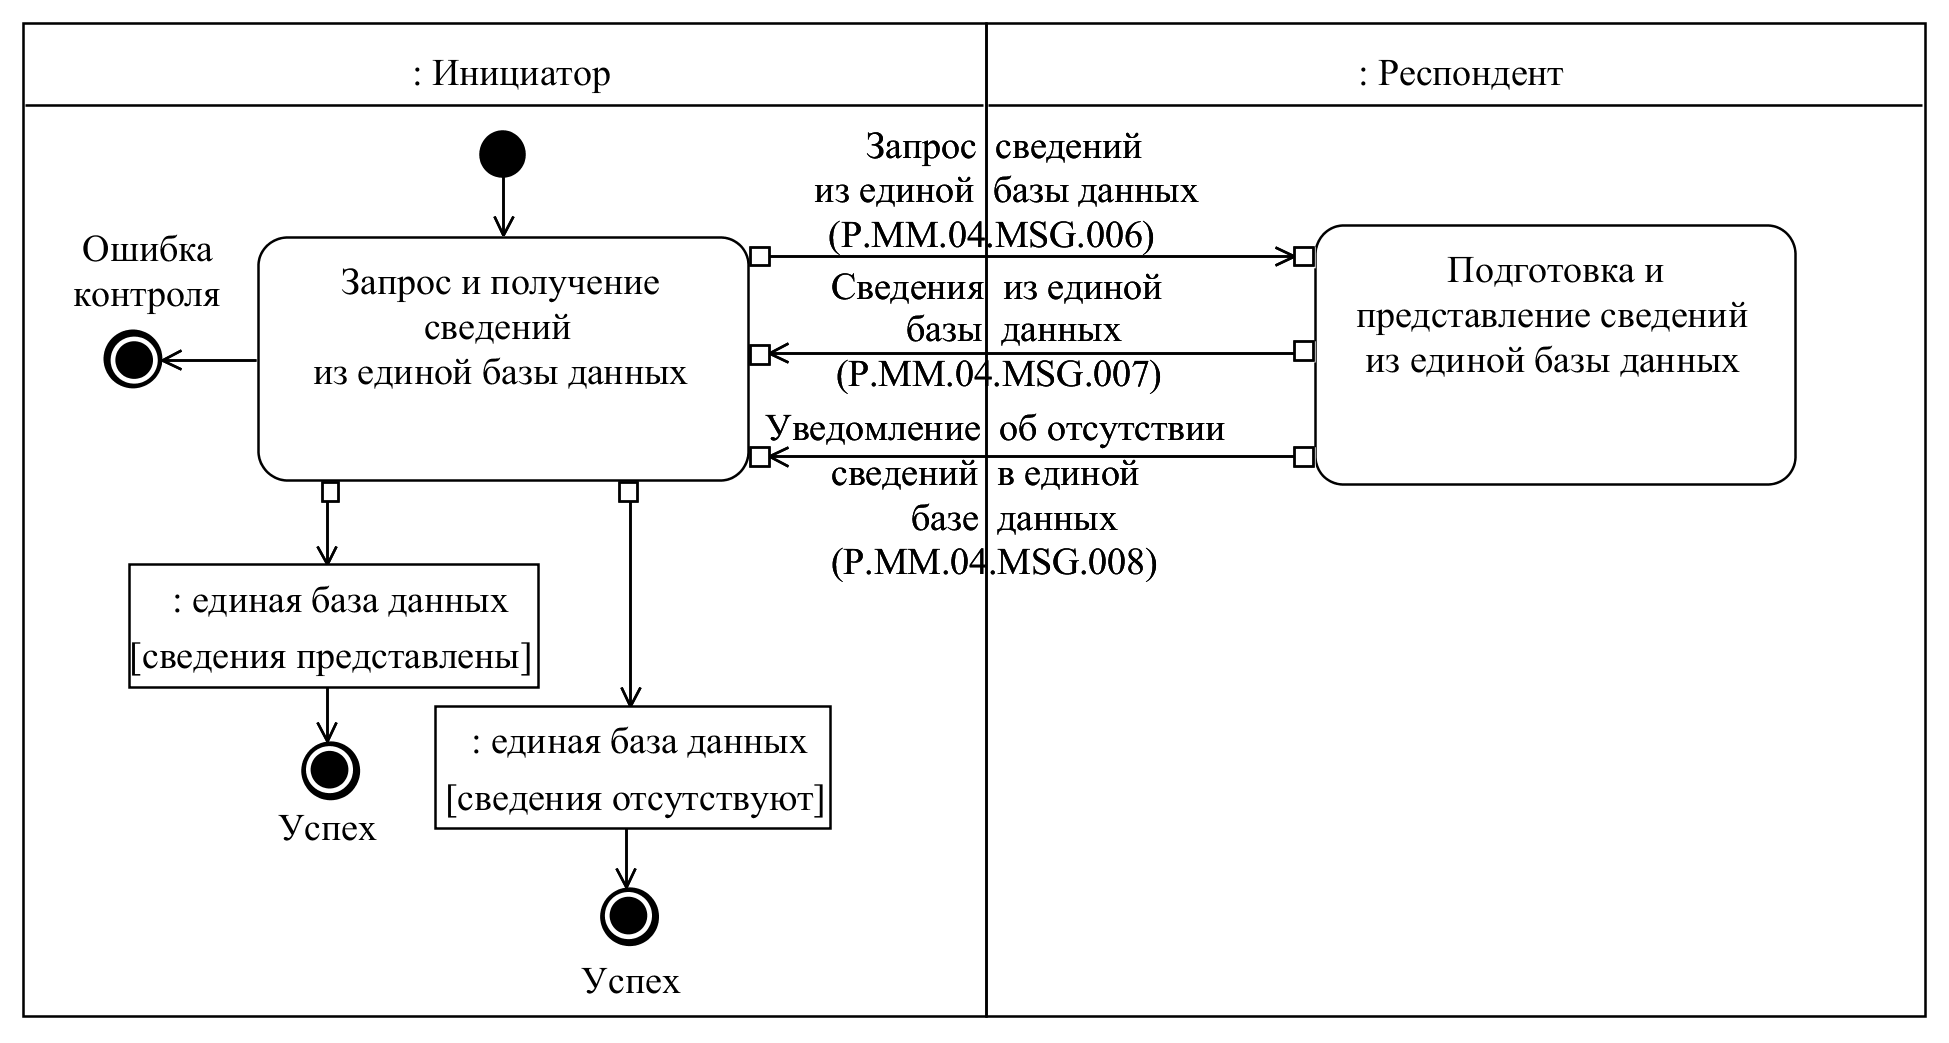 : Инициатор
: Респондент
Запрос сведений
из единой базы данных
(P.MM.04.MSG.006)
Ошибка
контроля
Запрос и получение
сведений
из единой базы данных
Сведения из единой
базы данных
(P.MM.04.MSG.007)
Подготовка и
представление сведений
из единой базы данных
Уведомление об отсутствии
сведений в единой
базе данных
(P.MM.04.MSG.008)
: единая база данных
[сведения представлены]
Успех
: единая база данных
[сведения отсутствуют]
Успех